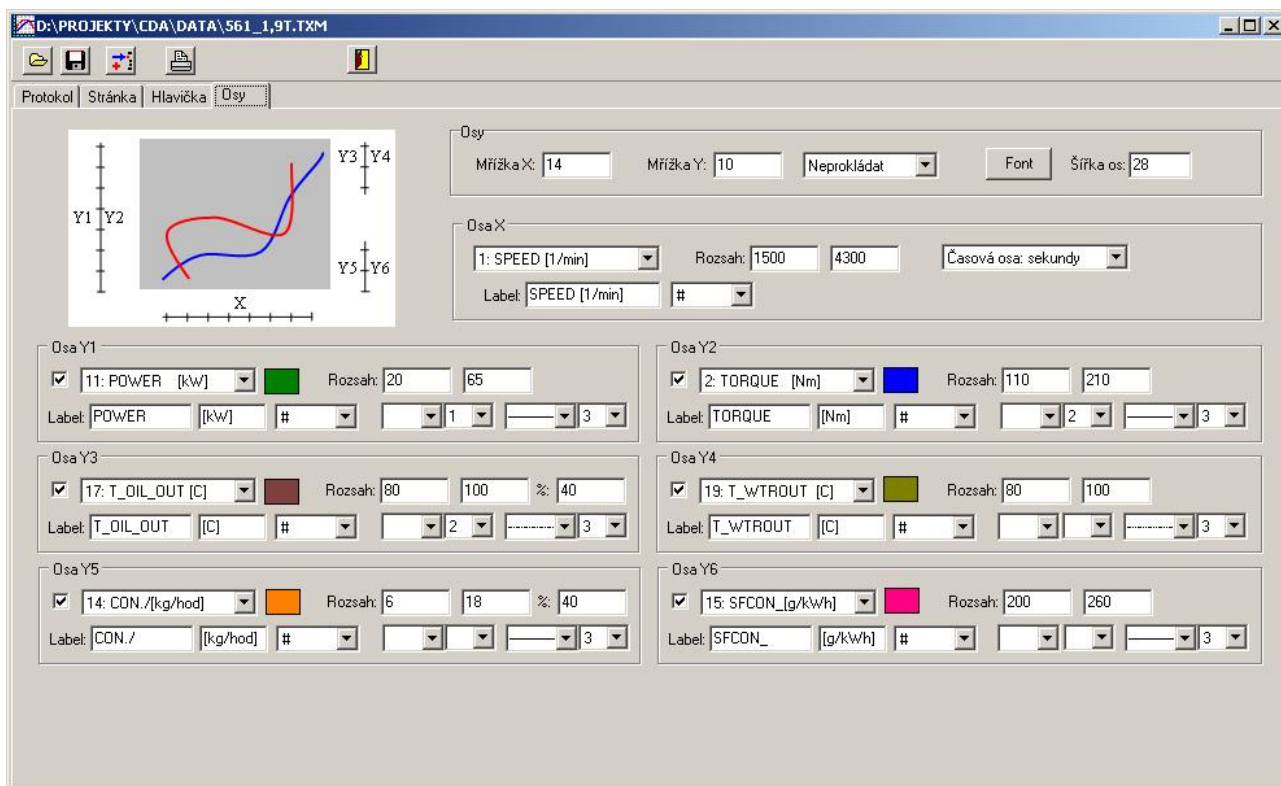 D:\PROJEKTY\CDA\DATA\561_1,9T.TXM
Protokol Stránka Hlavička Osy
Y1 Y2 Y3 Y4 Y5 Y6 X
Osy
Mřížka X: 14 Mřížka Y: 10 Neprokládat Font Šířka os: 28
Osa X
1: SPEED [1/min] Rozsah: 1500 4300 Časová osa: sekundy
Label: SPEED [1/min] #
Osa Y1
11: POWER [kW] Rozsah: 20 65
Label: POWER [kW] # 1 3
Osa Y2
2: TORQUE [Nm] Rozsah: 110 210
Label: TORQUE [Nm] # 2 3
Osa Y3
17: T_OIL_OUT [C] Rozsah: 80 100 %: 40
Label: T_OIL_OUT [C] # 2 3
Osa Y4
19: T_WTROUT [C] Rozsah: 80 100
Label: T_WTROUT [C] # 3
Osa Y5
14: CON./[kg/hod] Rozsah: 6 18 %: 40
Label: CON./ [kg/hod] # 3
Osa Y6
15: SFCON_[g/kWh] Rozsah: 200 260
Label: SFCON_ [g/kWh] # 3